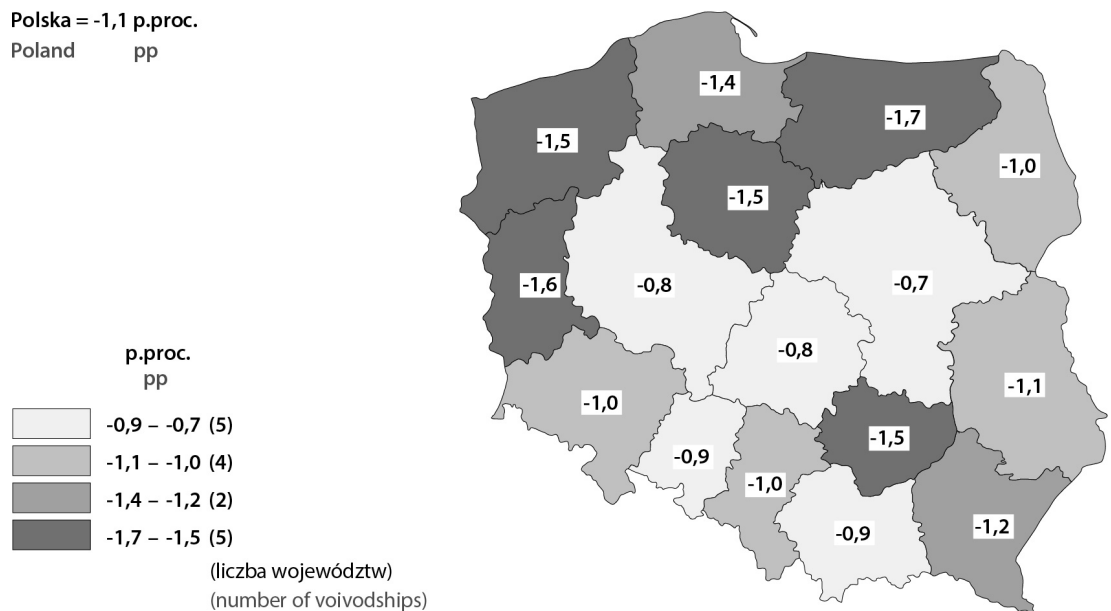 Polska = -1,1 p.proc.
Poland pp
-1,4
-1,7
-1,5
-1,0
-1,5
-1,6
-0,8
-0,7
-0,8
p.proc.
pp
-1,1
-1,0
-0,9 – -0,7 (5)
-1,5
-0,9
-1,1 – -1,0 (4)
-1,0
-1,4 – -1,2 (2)
-1,2
-0,9
-1,7 – -1,5 (5)
(liczba województw)
(number of voivodships)